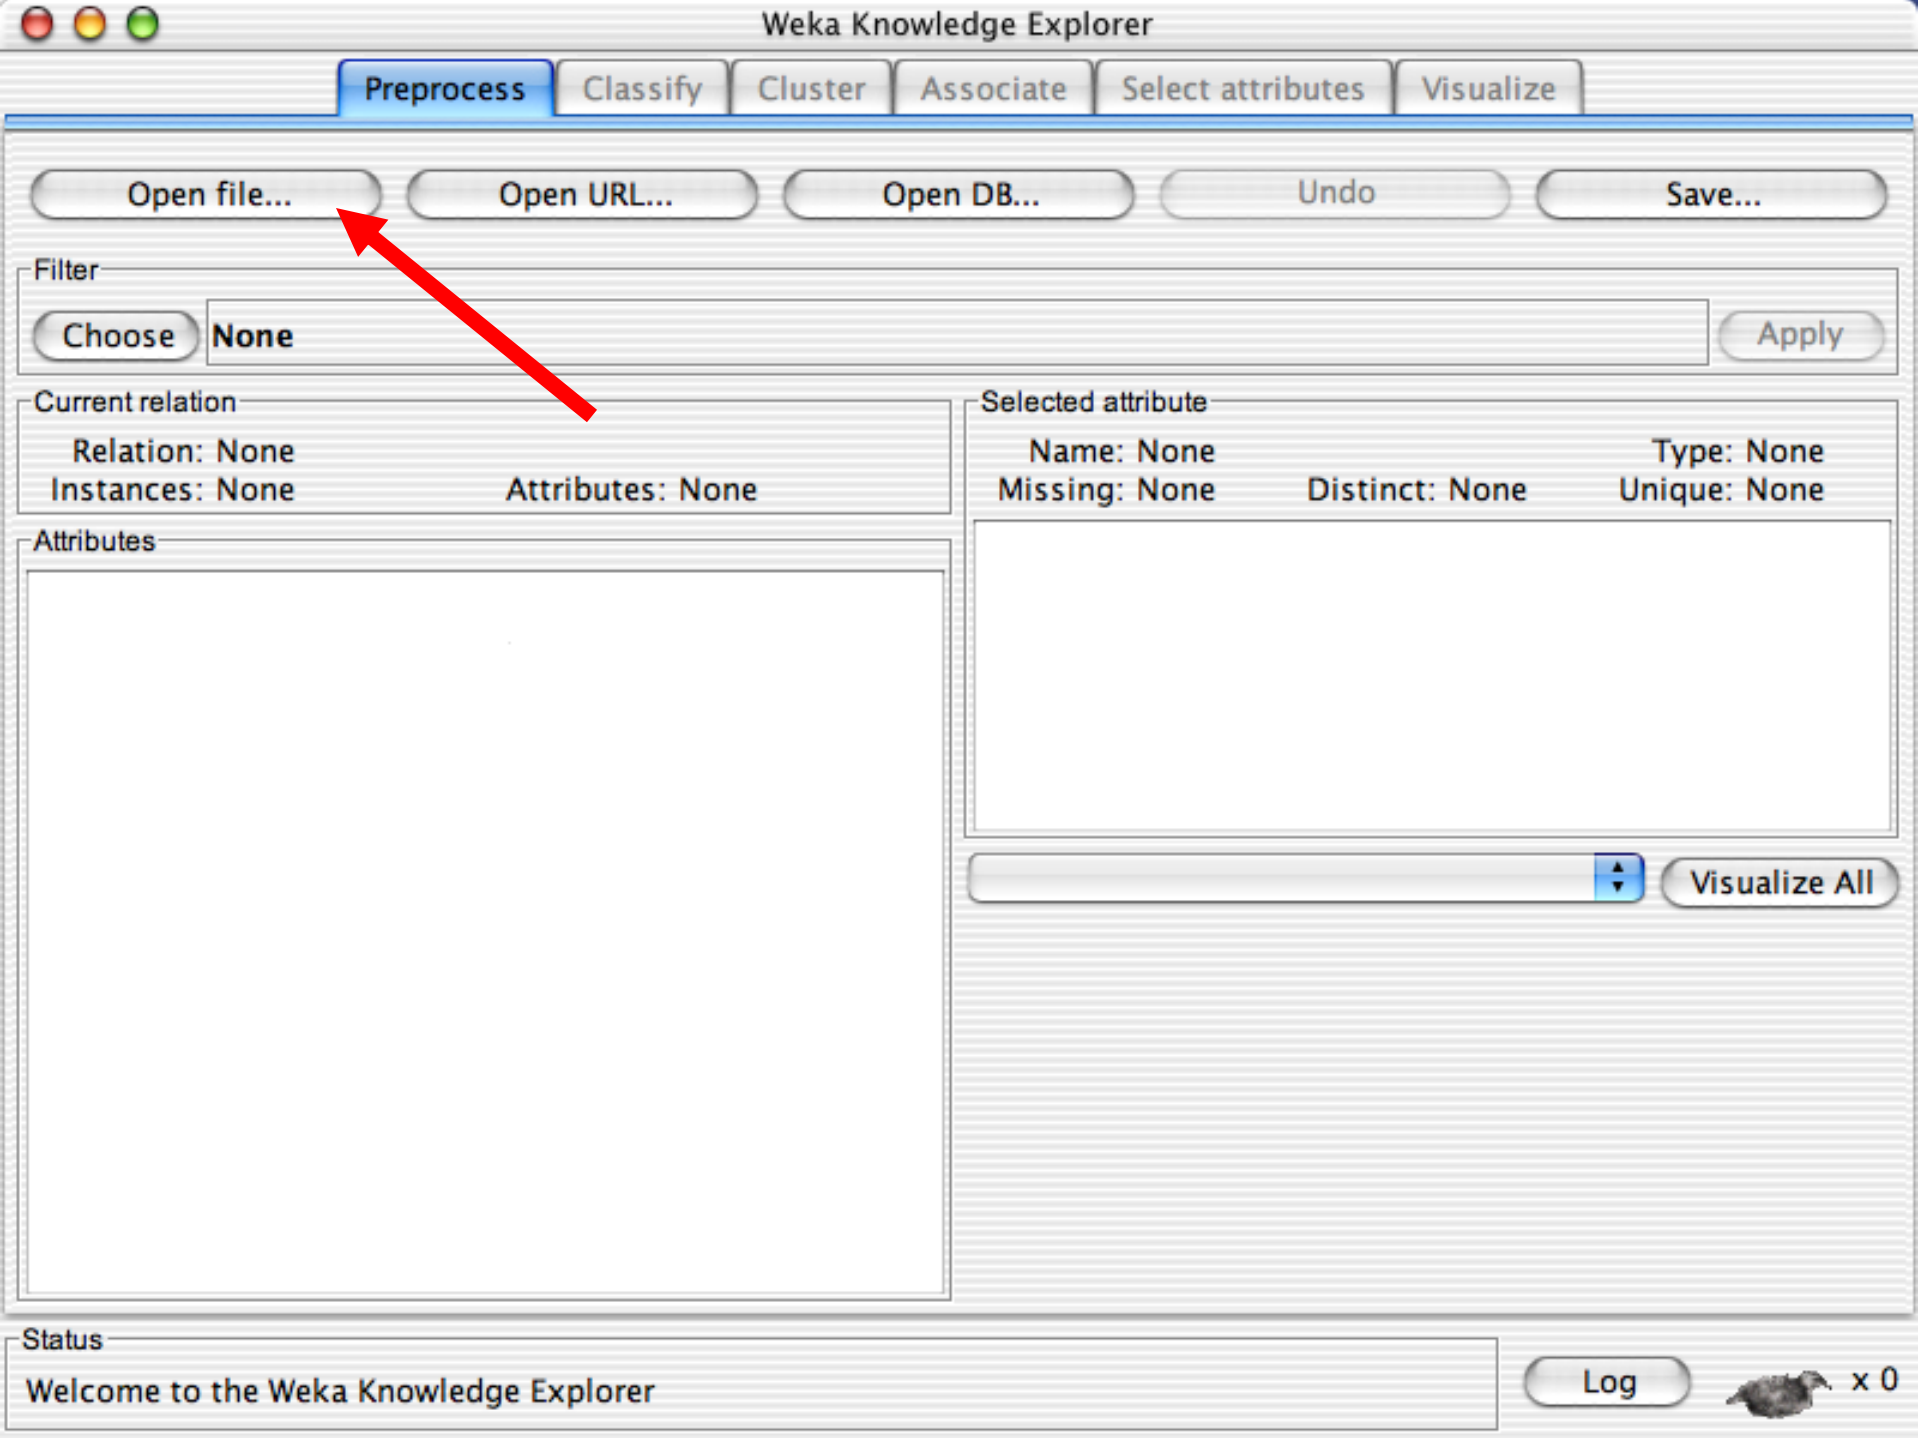 Weka Knowledge Explorer
Preprocess Classify Cluster Associate Select attributes Visualize
Open file... Open URL... Open DB... Undo Save...
Filter
Choose None Apply
Current relation
Relation: None
Instances: None Attributes: None
Selected attribute
Name: None Type: None
Missing: None Distinct: None Unique: None
Attributes
Visualize All
Status
Welcome to the Weka Knowledge Explorer
Log x 0